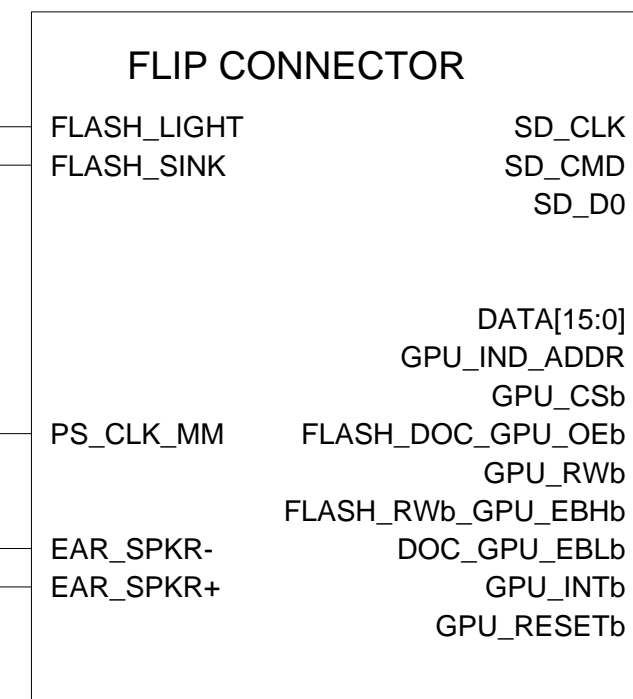 FLIP CONNECTOR
FLASH_LIGHT SD_CLK
FLASH_SINK SD_CMD
SD_D0
DATA[15:0]
GPU_IND_ADDR
GPU_CSb
PS_CLK_MM FLASH_DOC_GPU_OEb
GPU_RWb
FLASH_RWb_GPU_EBHb
EAR_SPKR- DOC_GPU_EBLb
EAR_SPKR+ GPU_INTb
GPU_RESETb